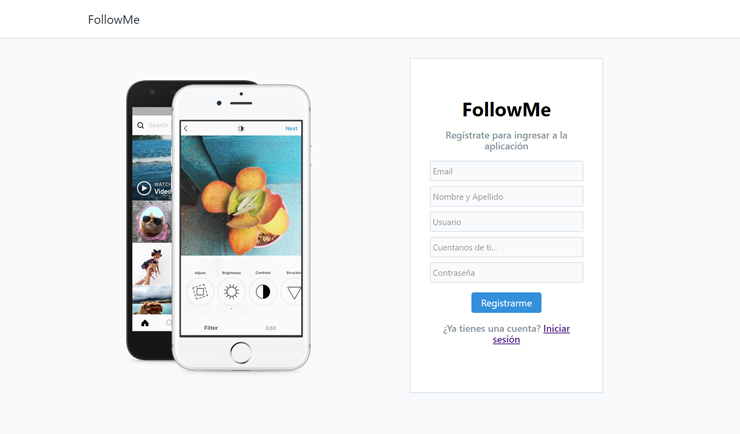 FollowMe
Search
WATCH
Video
Next
Adjust
Brightness
Contrast
Structure
Filter
Edit
FollowMe
Regístrate para ingresar a la
aplicación
Email
Nombre y Apellido
Usuario
Cuentanos de ti...
Contraseña
Registrarme
¿Ya tienes una cuenta? Iniciar
sesión